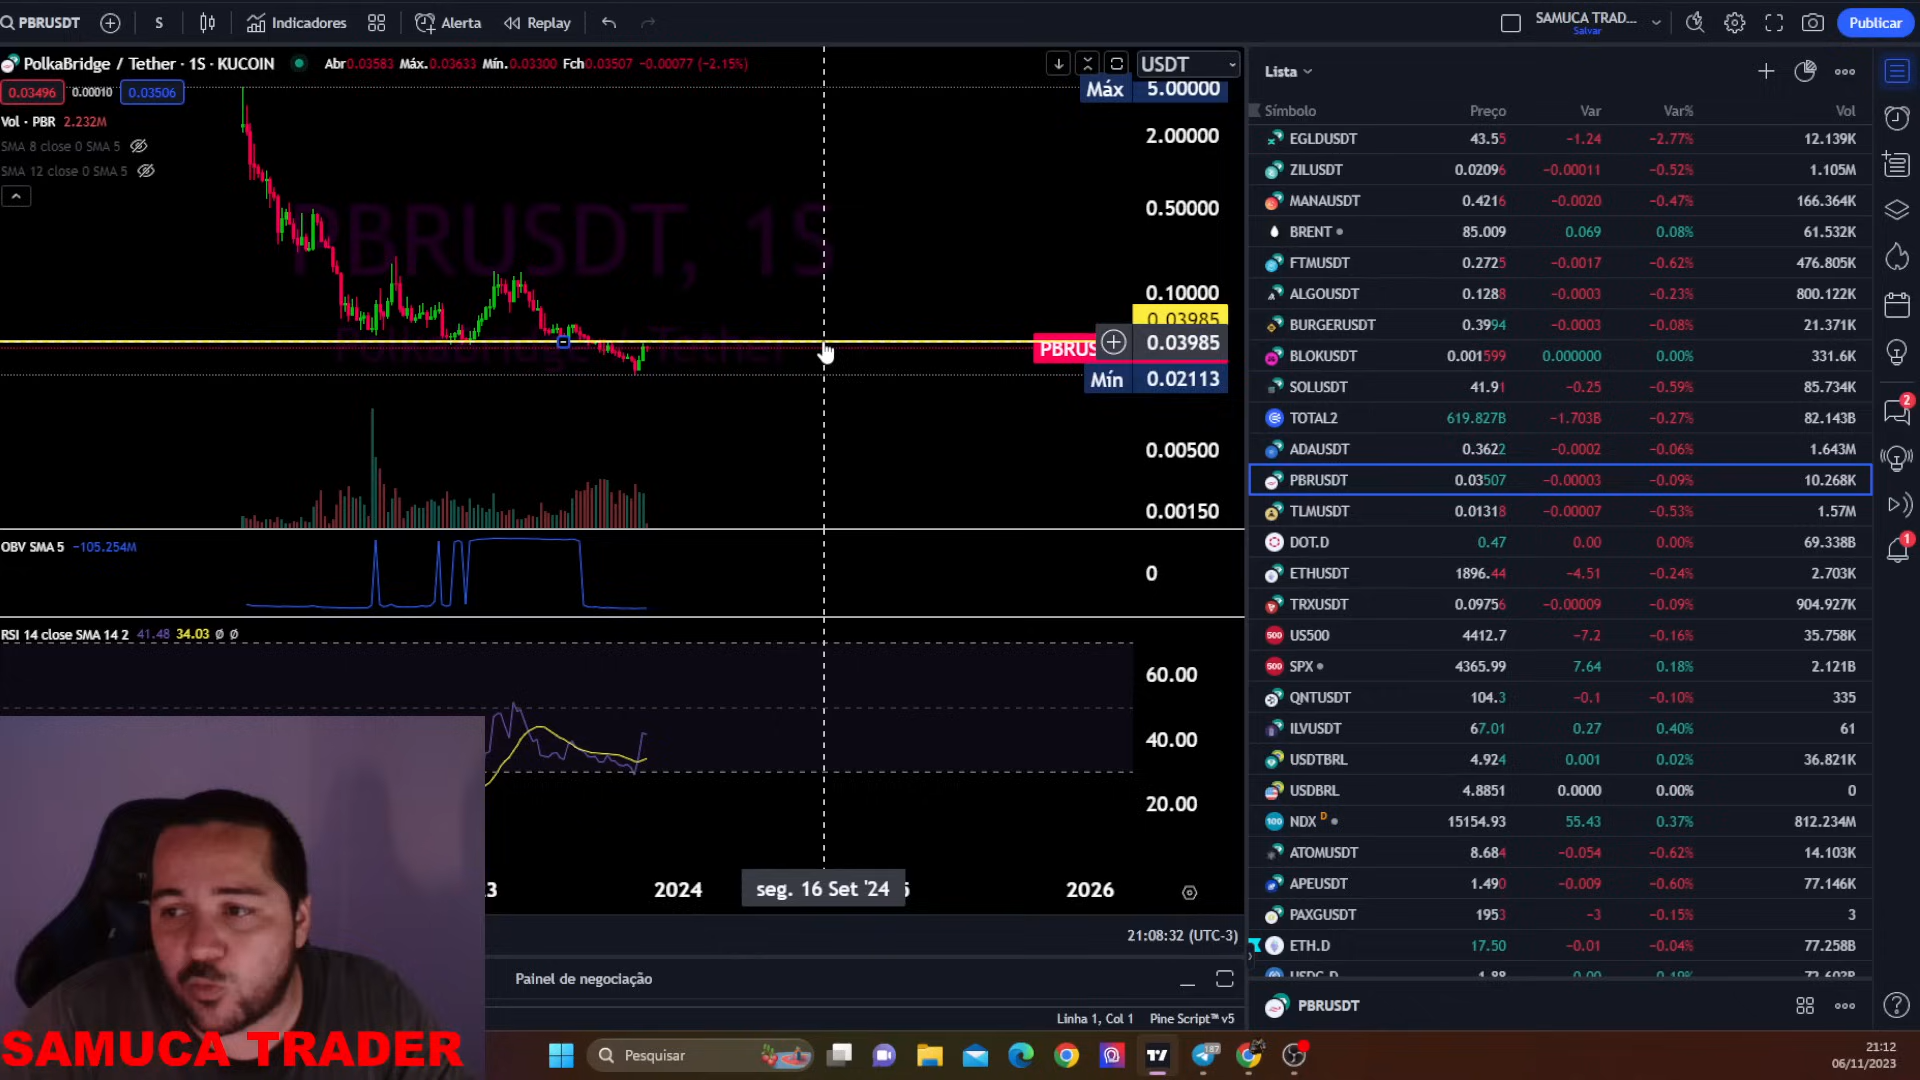 PBRUSDT S Indicadores Alerta Replay SAMUCA TRAD... Salvar Publicar
PolkaBridge / Tether · 1S · KUCOIN Abr0.03583 Máx.0.03633 Mín.0.03300 Fch0.03507 −0.00077 (−2.15%) USDT
0.03496 0.00010 0.03506
Vol · PBR 2.232M
SMA 8 close 0 SMA 5
SMA 12 close 0 SMA 5
PBRUSDT, 1S
PolkaBridge / Tether
Máx 5.00000
2.00000
0.50000
0.10000
0.03985
PBRUS 0.03985
Mín 0.02113
0.00500
0.00150
OBV SMA 5 −105.254M
0
RSI 14 close SMA 14 2 41.48 34.03 Ø Ø
60.00
40.00
20.00
3 2024 seg. 16 Set '24 2026
21:08:32 (UTC-3)
Painel de negociação
Linha 1, Col 1 Pine Script™ v5
Lista
Símbolo Preço Var Var% Vol
EGLDUSDT 43.55 −1.24 −2.77% 12.139K
ZILUSDT 0.02096 −0.00011 −0.52% 1.105M
MANAUSDT 0.4216 −0.0020 −0.47% 166.364K
BRENT 85.009 0.069 0.08% 61.532K
FTMUSDT 0.2725 −0.0017 −0.62% 476.805K
ALGOUSDT 0.1288 −0.0003 −0.23% 800.122K
BURGERUSDT 0.3994 −0.0003 −0.08% 21.371K
BLOKUSDT 0.001599 0.000000 0.00% 331.6K
SOLUSDT 41.91 −0.25 −0.59% 85.734K
TOTAL2 619.827B −1.703B −0.27% 82.143B
ADAUSDT 0.3622 −0.0002 −0.06% 1.643M
PBRUSDT 0.03507 −0.00003 −0.09% 10.268K
TLMUSDT 0.01318 −0.00007 −0.53% 1.57M
DOT.D 0.47 0.00 0.00% 69.338B
ETHUSDT 1896.44 −4.51 −0.24% 2.703K
TRXUSDT 0.09756 −0.00009 −0.09% 904.927K
500 US500 4412.7 −7.2 −0.16% 35.758K
500 SPX 4365.99 7.64 0.18% 2.121B
QNTUSDT 104.3 −0.1 −0.10% 335
ILVUSDT 67.01 0.27 0.40% 61
USDTBRL 4.924 0.001 0.02% 36.821K
USDBRL 4.8851 0.0000 0.00% 0
100 NDX D 15154.93 55.43 0.37% 812.234M
ATOMUSDT 8.684 −0.054 −0.62% 14.103K
APEUSDT 1.490 −0.009 −0.60% 77.146K
PAXGUSDT 1953 −3 −0.15% 3
ETH.D 17.50 −0.01 −0.04% 77.258B
PBRUSDT
2
1
SAMUCA TRADER
Pesquisar
187
21:12
06/11/2023